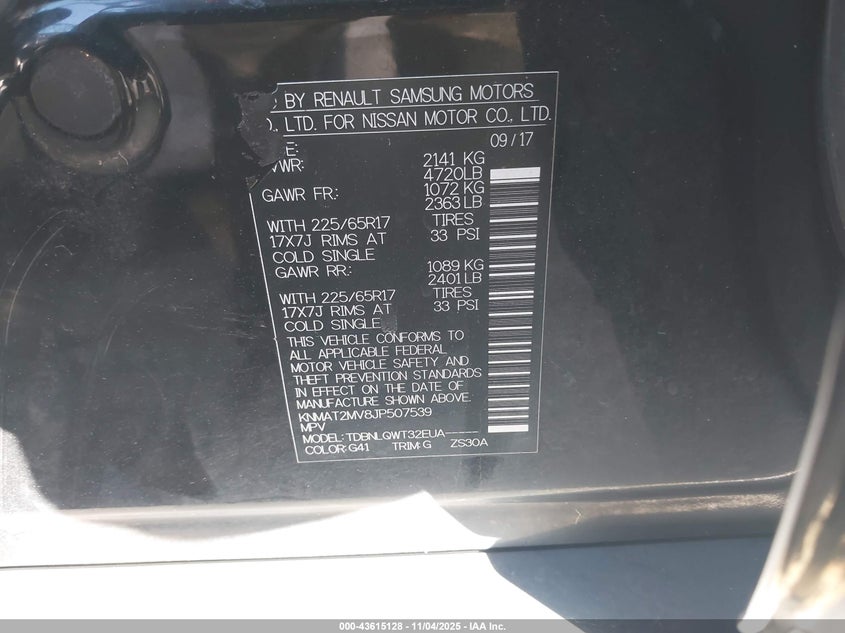 BY RENAULT SAMSUNG MOTORS
LTD. FOR NISSAN MOTOR CO., LTD.
E: 09/17
WR: 2141 KG
4720LB
GAWR FR.: 1072 KG
2363LB
WITH 225/65R17 TIRES
17X7J RIMS AT 33 PSI
COLD SINGLE
GAWR RR.: 1089 KG
2401LB
WITH 225/65R17 TIRES
17X7J RIMS AT 33 PSI
COLD SINGLE
THIS VEHICLE CONFORMS TO
ALL APPLICABLE FEDERAL
MOTOR VEHICLE SAFETY AND
THEFT PREVENTION STANDARDS
IN EFFECT ON THE DATE OF
MANUFACTURE SHOWN ABOVE.
KNMAT2MV8JP507539
MPV
MODEL: TDBNLQWT32EUA-----
COLOR: G41 TRIM: G ZS30A
000-43615128 - 11/04/2025 - IAA Inc.